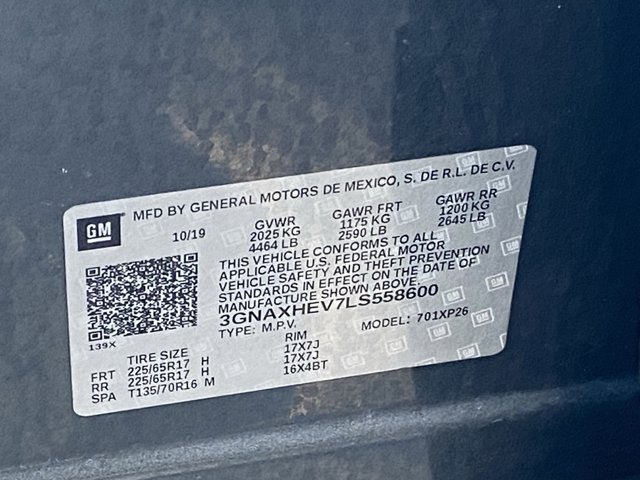 MFD BY GENERAL MOTORS DE MEXICO, S. DE R.L. DE C.V.
GM
10/19 GVWR GAWR FRT GAWR RR
2025 KG 1175 KG 1200 KG
4464 LB 2590 LB 2645 LB
THIS VEHICLE CONFORMS TO ALL
APPLICABLE U.S. FEDERAL MOTOR
VEHICLE SAFETY AND THEFT PREVENTION
STANDARDS IN EFFECT ON THE DATE OF
MANUFACTURE SHOWN ABOVE.
3GNAXHEV7LS558600
TYPE: M.P.V. MODEL: 701XP26
139X
TIRE SIZE RIM
FRT 225/65R17 H 17X7J
RR 225/65R17 H 17X7J
SPA T135/70R16 M 16X4BT